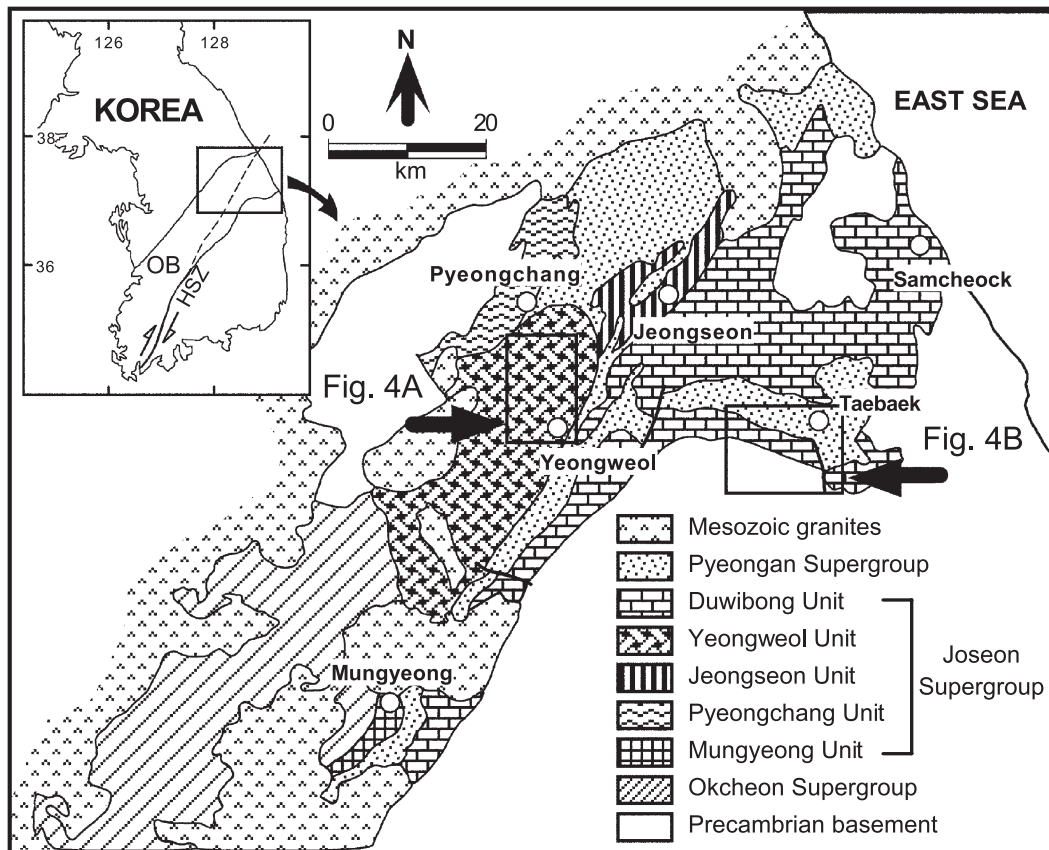 126
128
KOREA
38
36
OB
HSZ
N
0
20
km
EAST SEA
Pyeongchang
Samcheock
Jeongseon
Fig. 4A
Taebaek
Fig. 4B
Yeongweol
Mungyeong
Mesozoic granites
Pyeongan Supergroup
Duwibong Unit
Yeongweol Unit
Jeongseon Unit
Pyeongchang Unit
Mungyeong Unit
Joseon
Supergroup
Okcheon Supergroup
Precambrian basement